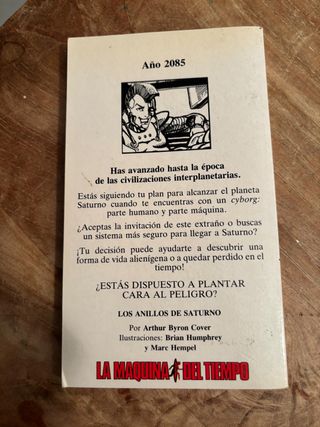 Año 2085
Has avanzado hasta la época
de las civilizaciones interplanetarias.
Estás siguiendo tu plan para alcanzar el planeta
Saturno cuando te encuentras con un cyborg:
parte humano y parte máquina.
¿Aceptas la invitación de este extraño o buscas
un sistema más seguro para llegar a Saturno?
¡Tu decisión puede ayudarte a descubrir una
forma de vida alienígena o a quedar perdido en el
tiempo!
¿ESTÁS DISPUESTO A PLANTAR
CARA AL PELIGRO?
LOS ANILLOS DE SATURNO
Por Arthur Byron Cover
Ilustraciones: Brian Humphrey
y Marc Hempel
LA MAQUINA DEL TIEMPO